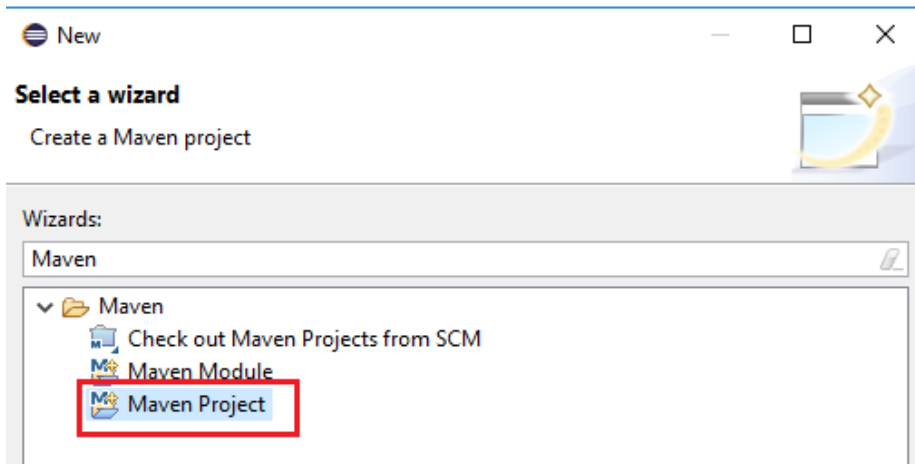 New
Select a wizard
Create a Maven project
Wizards:
Maven
Maven
Check out Maven Projects from SCM
Maven Module
Maven Project